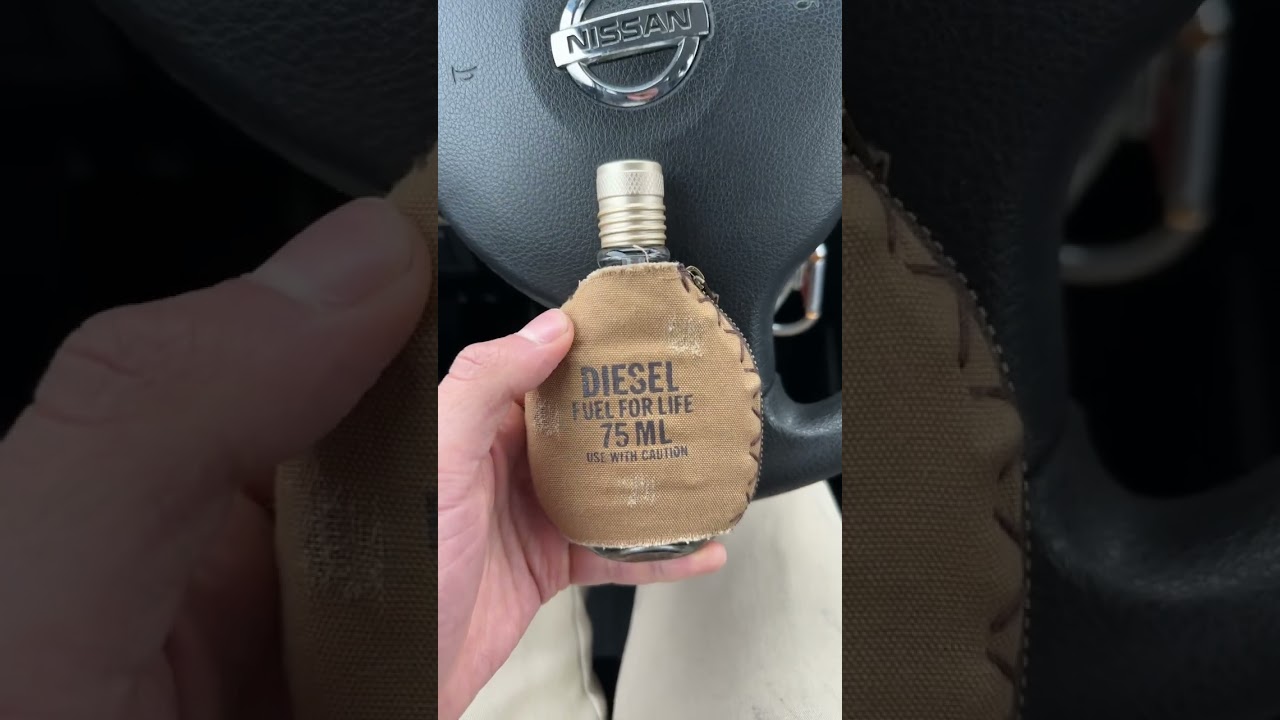 NISSAN
DIESEL
FUEL FOR LIFE
75 ML
USE WITH CAUTION